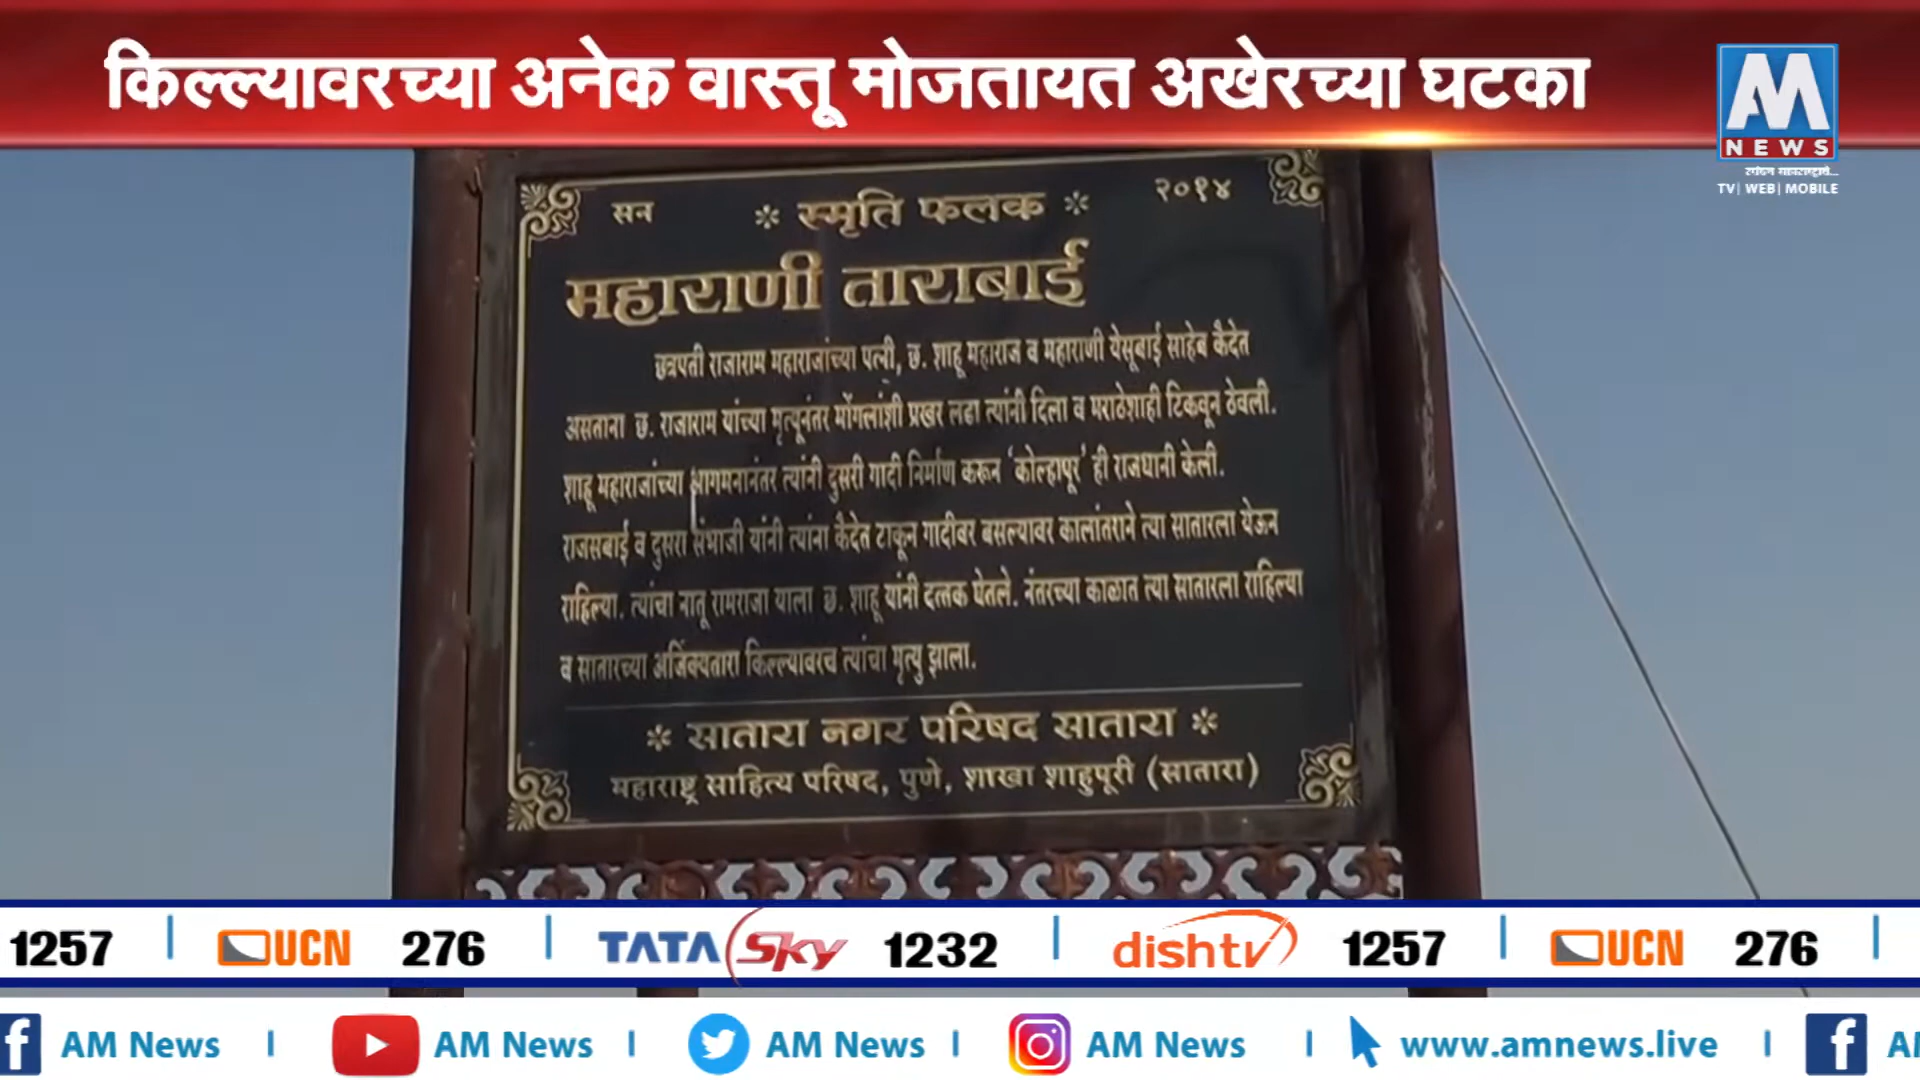 किल्ल्यावरच्या अनेक वास्तू मोजतायत अखेरच्या घटका
AM
NEWS
TV| WEB| MOBILE
सन * स्मृति फलक * २०१४
महाराणी ताराबाई
छत्रपती राजाराम महाराजांच्या पत्नी, छ. शाहू महाराज व महाराणी येसूबाई साहेब कैदेत
असताना छ. राजाराम यांच्या मृत्यूनंतर मोंगलांशी प्रखर लढा त्यांनी दिला व मराठेशाही टिकवून ठेवली.
शाहू महाराजांच्या आगमनानंतर त्यांनी दुसरी गादी निर्माण करून ‘कोल्हापूर’ ही राजधानी केली.
राजसबाई व दुसरा संभाजी यांनी त्यांना कैदेत टाकून गादीवर बसल्यावर कालांतराने त्या सातारला येऊन
राहिल्या. त्यांचा नातू रामराजा याला छ. शाहू यांनी दत्तक घेतले. नंतरच्या काळात त्या सातारला राहिल्या
व सातारच्या अजिंक्यतारा किल्ल्यावरच त्यांचा मृत्यु झाला.
* सातारा नगर परिषद सातारा *
महाराष्ट्र साहित्य परिषद, पुणे, शाखा शाहुपूरी (सातारा)
1257 | UCN 276 | TATA Sky 1232 | dishtv 1257 | UCN 276 |
AM News | AM News | AM News | AM News | www.amnews.live |